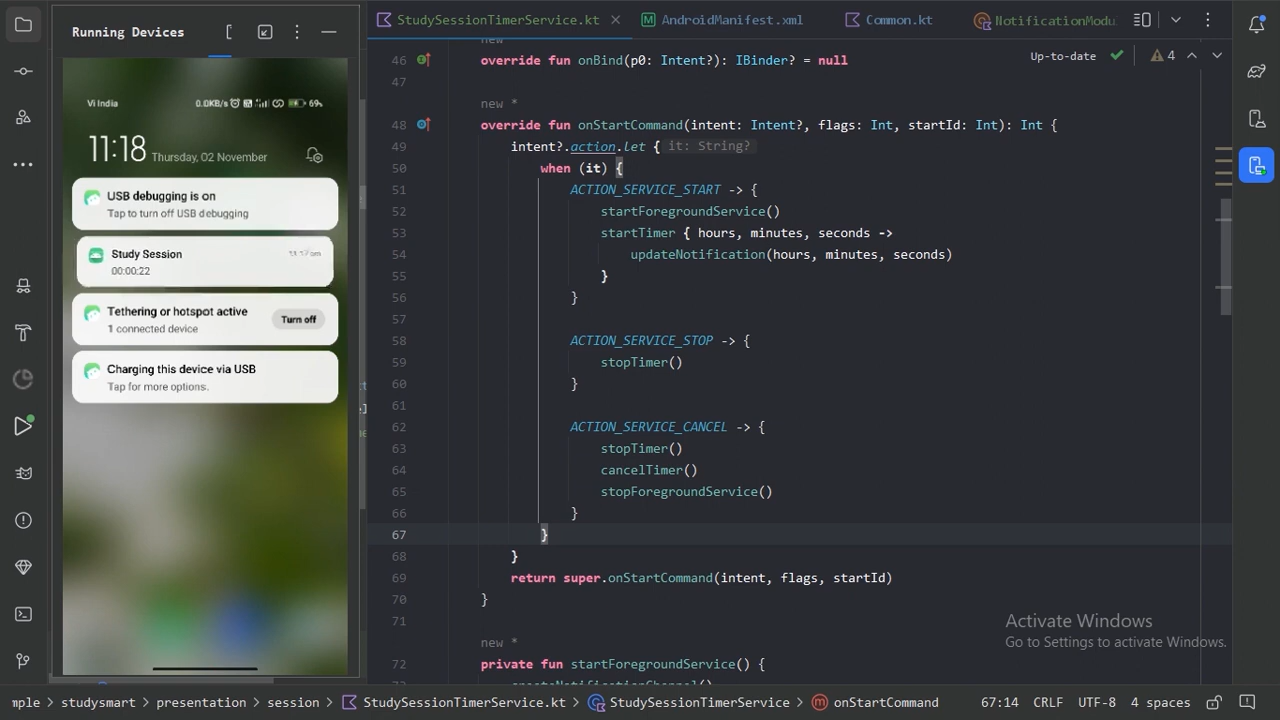 Running Devices
Vi India
0.0KB/s
69%
11:18 Thursday, 02 November
USB debugging is on
Tap to turn off USB debugging
Study Session
11:17 am
00:00:22
Tethering or hotspot active
1 connected device
Turn off
Charging this device via USB
Tap for more options.
StudySessionTimerService.kt
AndroidManifest.xml
Common.kt
NotificationModu
Up-to-date
4
46 override fun onBind(p0: Intent?): IBinder? = null
47
new *
48 override fun onStartCommand(intent: Intent?, flags: Int, startId: Int): Int {
49 intent?.action.let { it: String?
50 when (it) {
51 ACTION_SERVICE_START -> {
52 startForegroundService()
53 startTimer { hours, minutes, seconds ->
54 updateNotification(hours, minutes, seconds)
55 }
56 }
57
58 ACTION_SERVICE_STOP -> {
59 stopTimer()
60 }
61
62 ACTION_SERVICE_CANCEL -> {
63 stopTimer()
64 cancelTimer()
65 stopForegroundService()
66 }
67 }
68 }
69 return super.onStartCommand(intent, flags, startId)
70 }
71
new *
72 private fun startForegroundService() {
Activate Windows
Go to Settings to activate Windows.
mple > studysmart > presentation > session > StudySessionTimerService.kt > StudySessionTimerService > onStartCommand
67:14 CRLF UTF-8 4 spaces